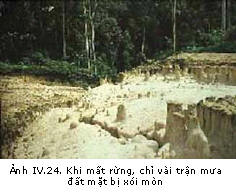 Ảnh IV.24. Khi mất rừng, chỉ vài trận mưa
đất mặt bị xói mòn